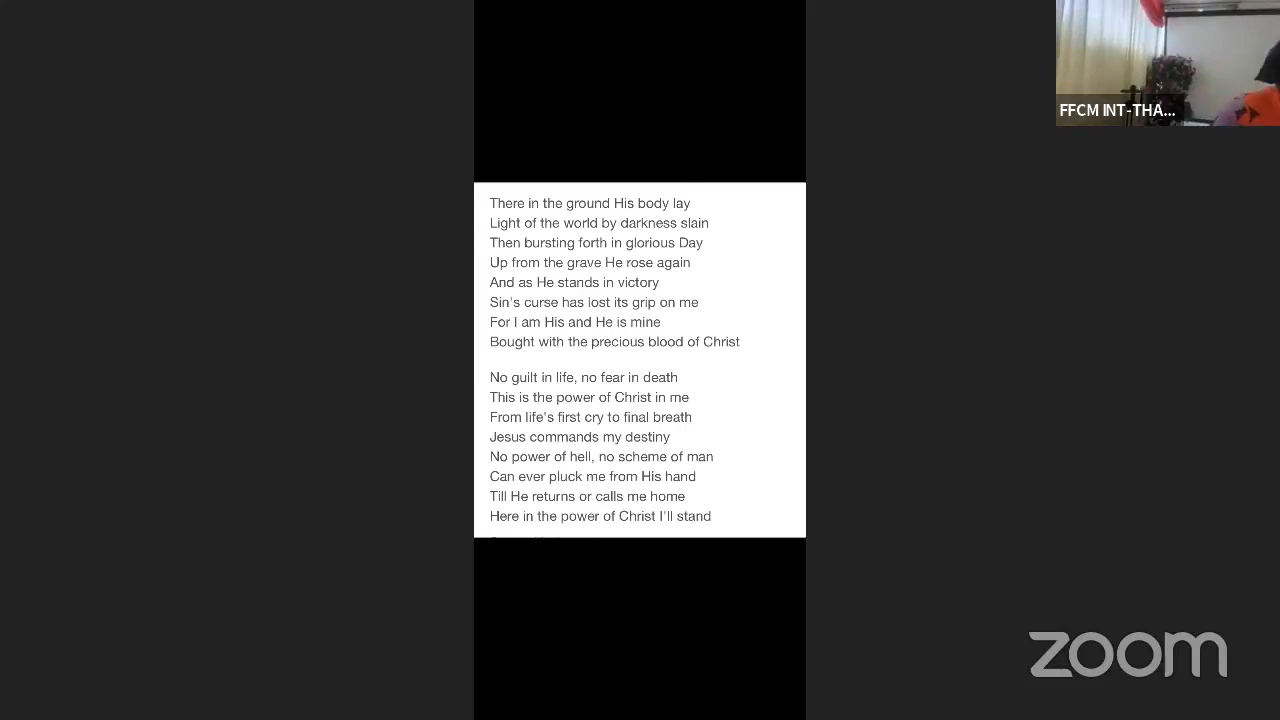 FFCM INT-THA...
There in the ground His body lay
Light of the world by darkness slain
Then bursting forth in glorious Day
Up from the grave He rose again
And as He stands in victory
Sin's curse has lost its grip on me
For I am His and He is mine
Bought with the precious blood of Christ
No guilt in life, no fear in death
This is the power of Christ in me
From life's first cry to final breath
Jesus commands my destiny
No power of hell, no scheme of man
Can ever pluck me from His hand
Till He returns or calls me home
Here in the power of Christ I'll stand
zoom